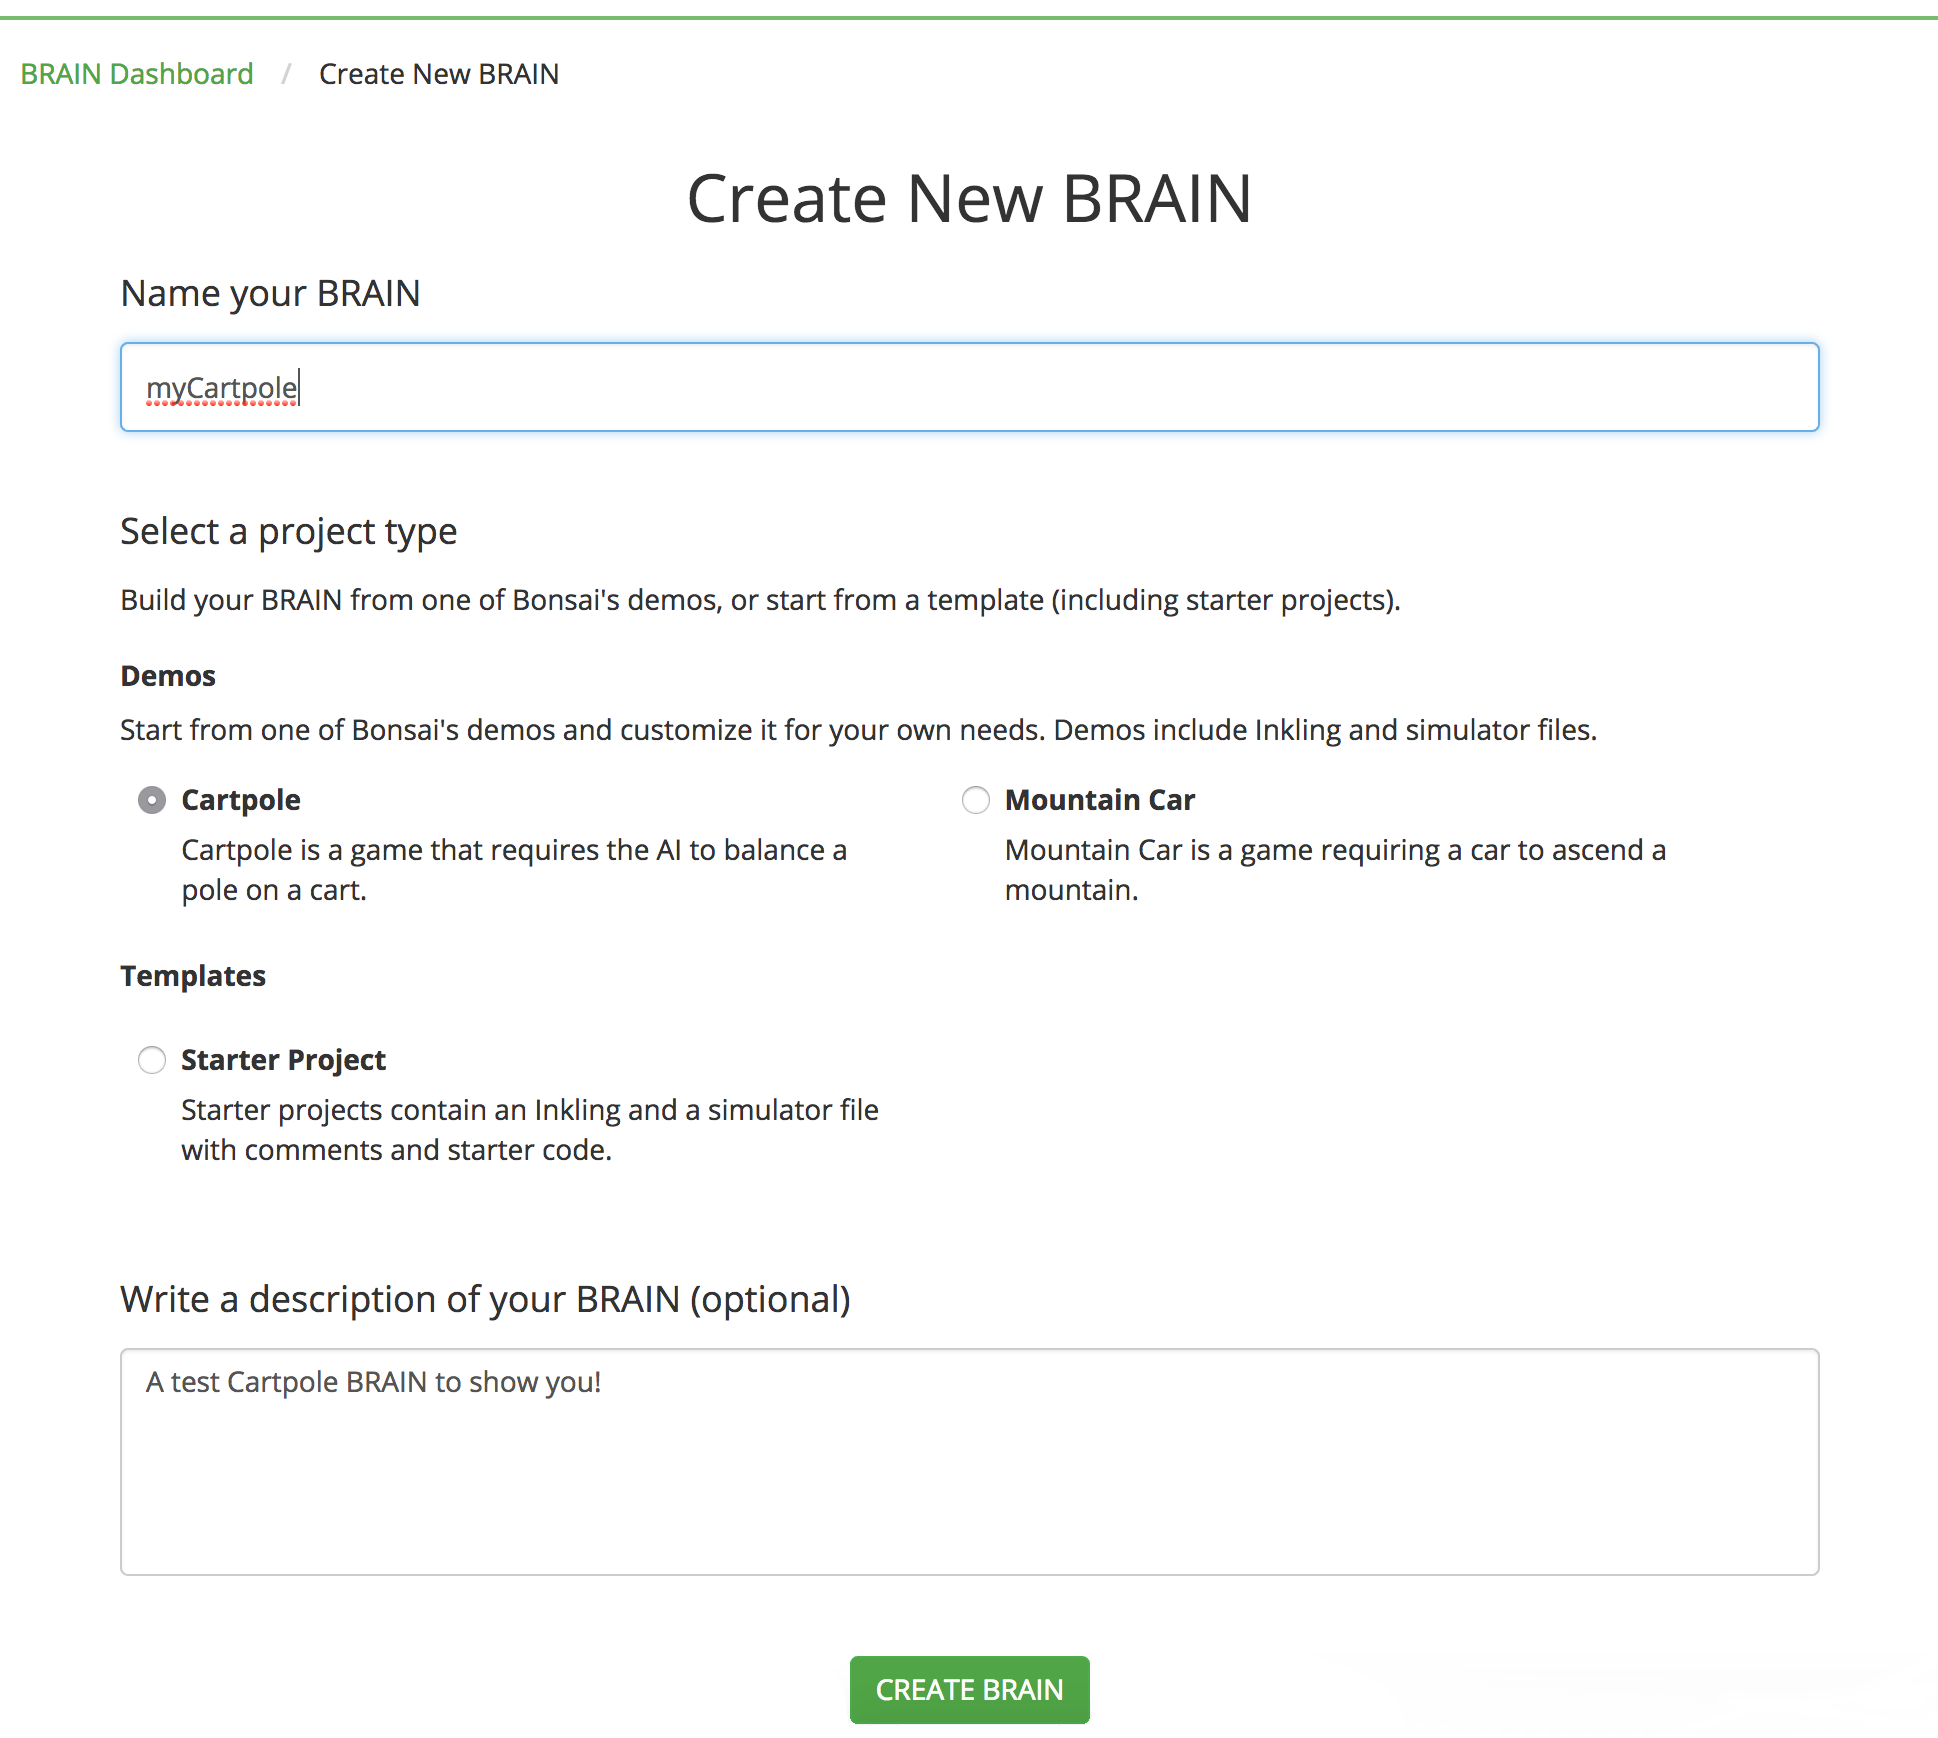 BRAIN Dashboard / Create New BRAIN
Create New BRAIN
Name your BRAIN
myCartpole
Select a project type
Build your BRAIN from one of Bonsai's demos, or start from a template (including starter projects).
Demos
Start from one of Bonsai's demos and customize it for your own needs. Demos include Inkling and simulator files.
Cartpole
Cartpole is a game that requires the AI to balance a
pole on a cart.
Mountain Car
Mountain Car is a game requiring a car to ascend a
mountain.
Templates
Starter Project
Starter projects contain an Inkling and a simulator file
with comments and starter code.
Write a description of your BRAIN (optional)
A test Cartpole BRAIN to show you!
CREATE BRAIN